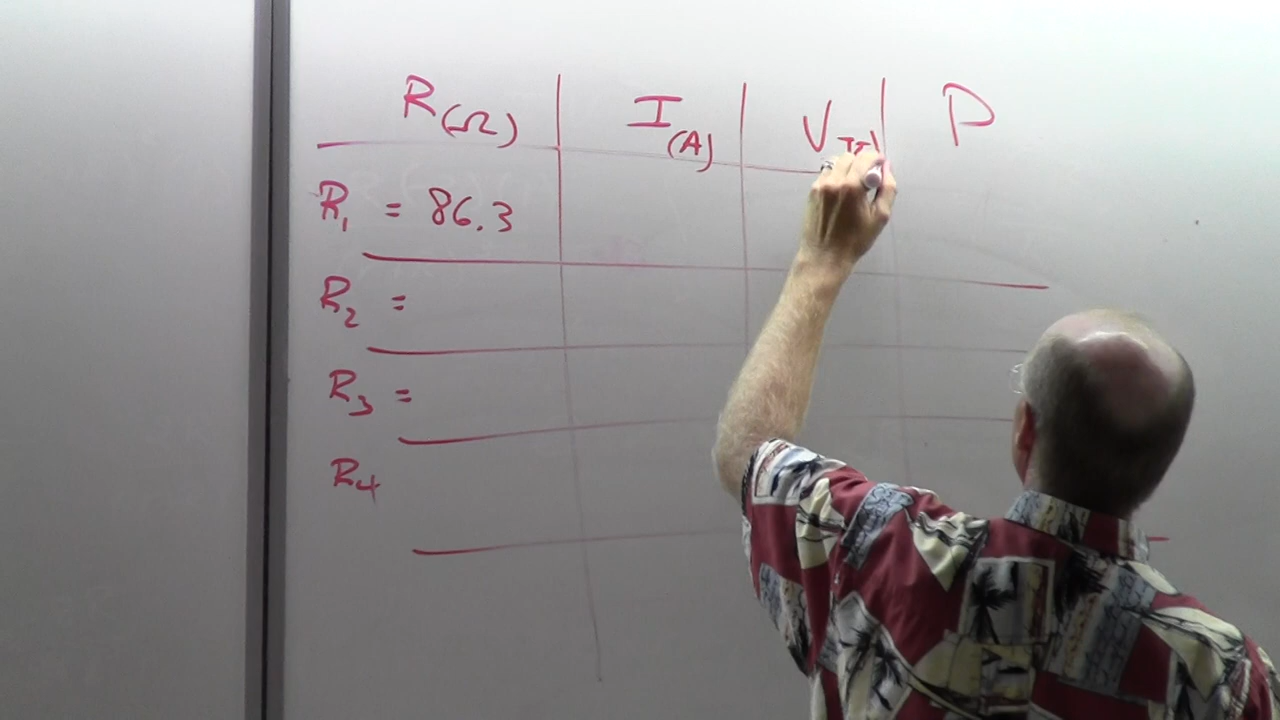 R(Ω) I(A) V P
R₁ = 86.3
R₂ =
R₃ =
R₄